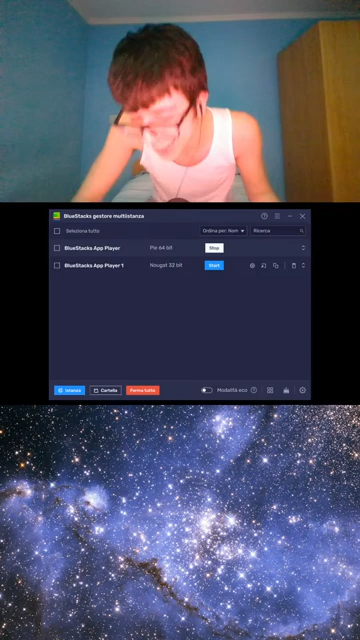 BlueStacks gestore multiistanza
Seleziona tutto
Ordina per: Nom
Ricerca
BlueStacks App Player
Pie 64 bit
Stop
BlueStacks App Player 1
Nougat 32 bit
Start
Istanza
Cartella
Ferma tutto
Modalità eco